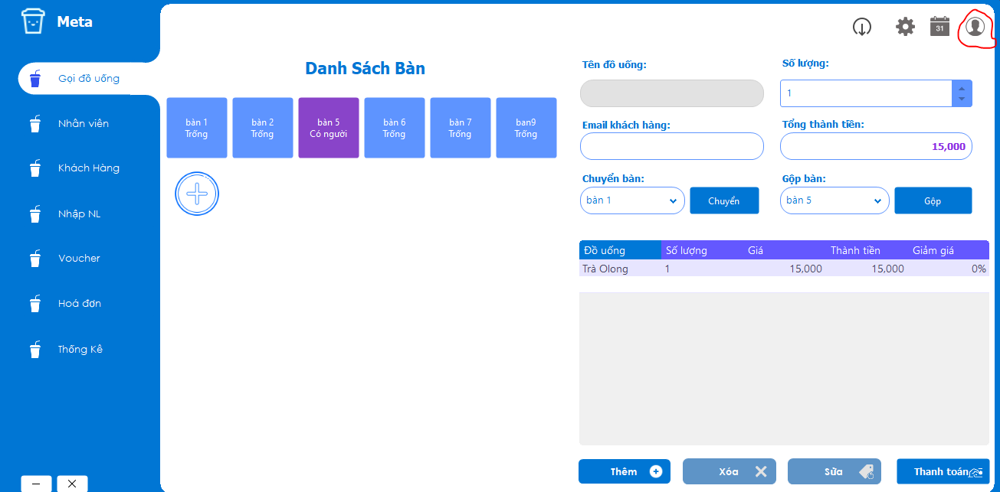 Meta
31
Gọi đồ uống
Nhân viên
Khách Hàng
Nhập NL
Voucher
Hoá đơn
Thống Kê
Danh Sách Bàn
bàn 1
Trống
bàn 2
Trống
bàn 5
Có người
bàn 6
Trống
bàn 7
Trống
ban9
Trống
Tên đồ uống:
Số lượng:
1
Email khách hàng:
Tổng thành tiền:
15,000
Chuyển bàn:
Gộp bàn:
bàn 1
Chuyển
bàn 5
Gộp
Đồ uống Số lượng Giá Thành tiền Giảm giá
Trà Olong 1 15,000 15,000 0%
Thêm
Xóa
Sửa
Thanh toán